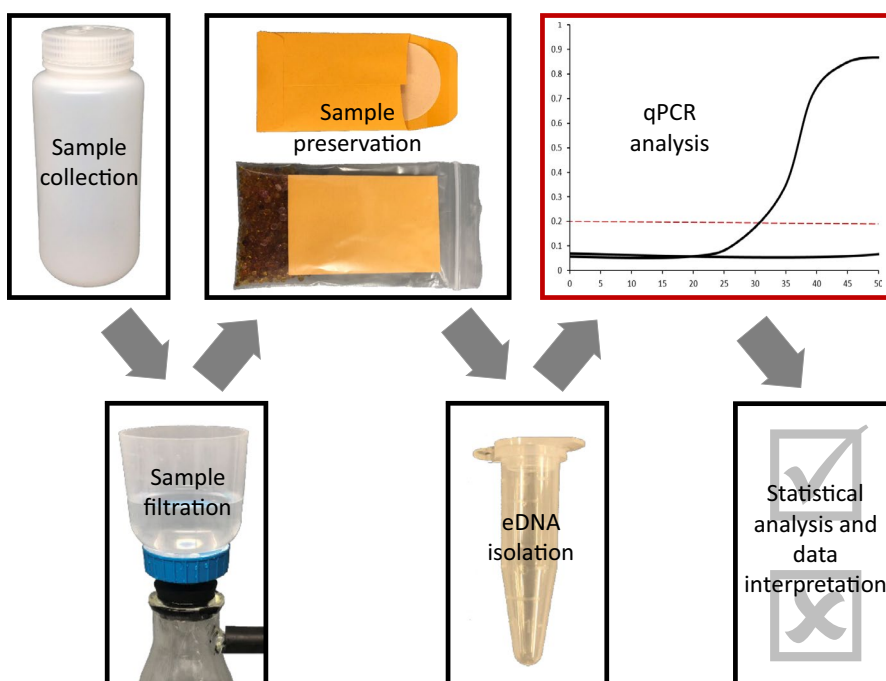 Sample
collection
Sample
preservation
qPCR
analysis
1
0.9
0.8
0.7
0.6
0.5
0.4
0.3
0.2
0.1
0
0 5 10 15 20 25 30 35 40 45 50
Sample
filtration
eDNA
isolation
Statistical
analysis and
data
interpretation